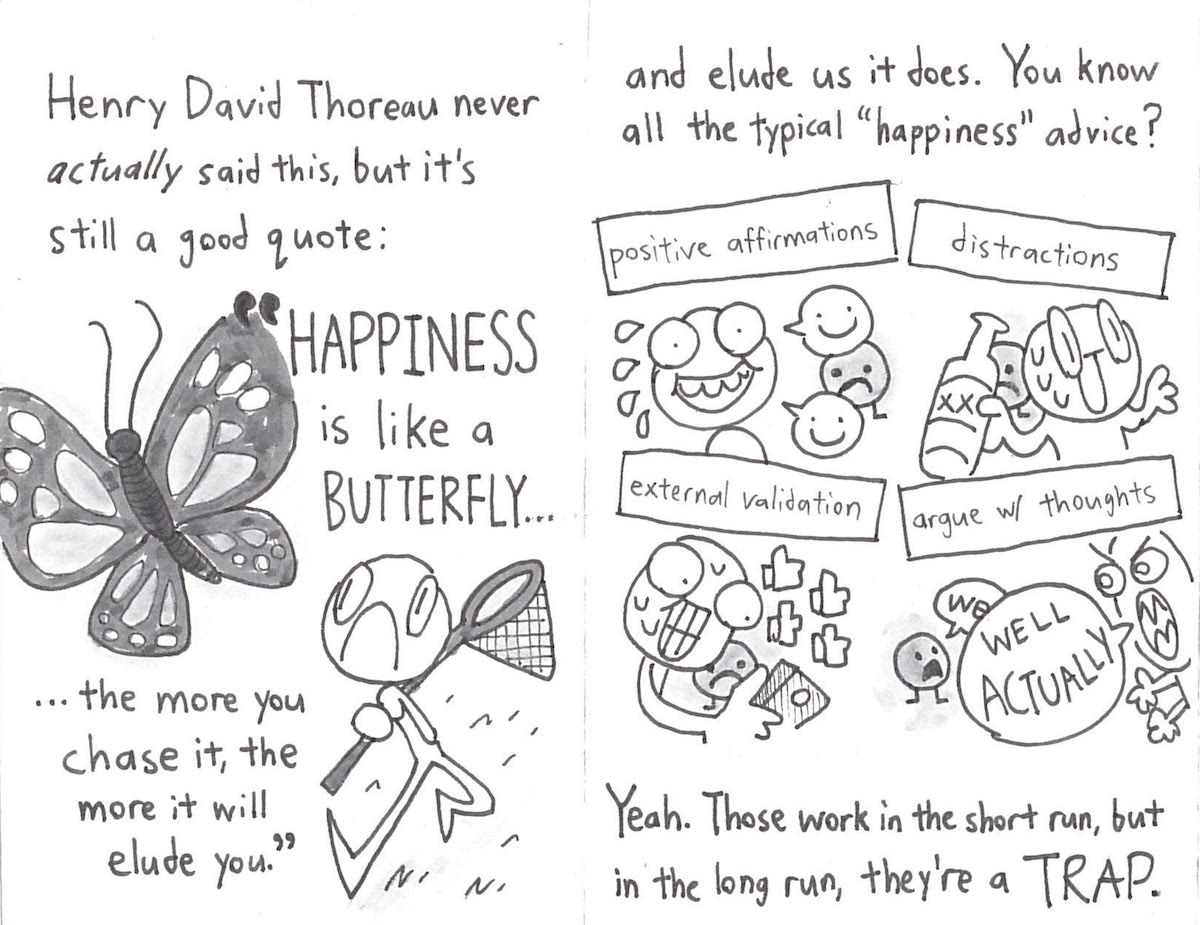 Henry David Thoreau never
actually said this, but it's
still a good quote:
“HAPPINESS
is like a
BUTTERFLY...
...the more you
chase it, the
more it will
elude you.”
and elude us it does. You know
all the typical “happiness” advice?
positive affirmations
distractions
XX
external validation
argue w/ thoughts
WE
WELL
ACTUALLY
Yeah. Those work in the short run, but
in the long run, they're a TRAP.